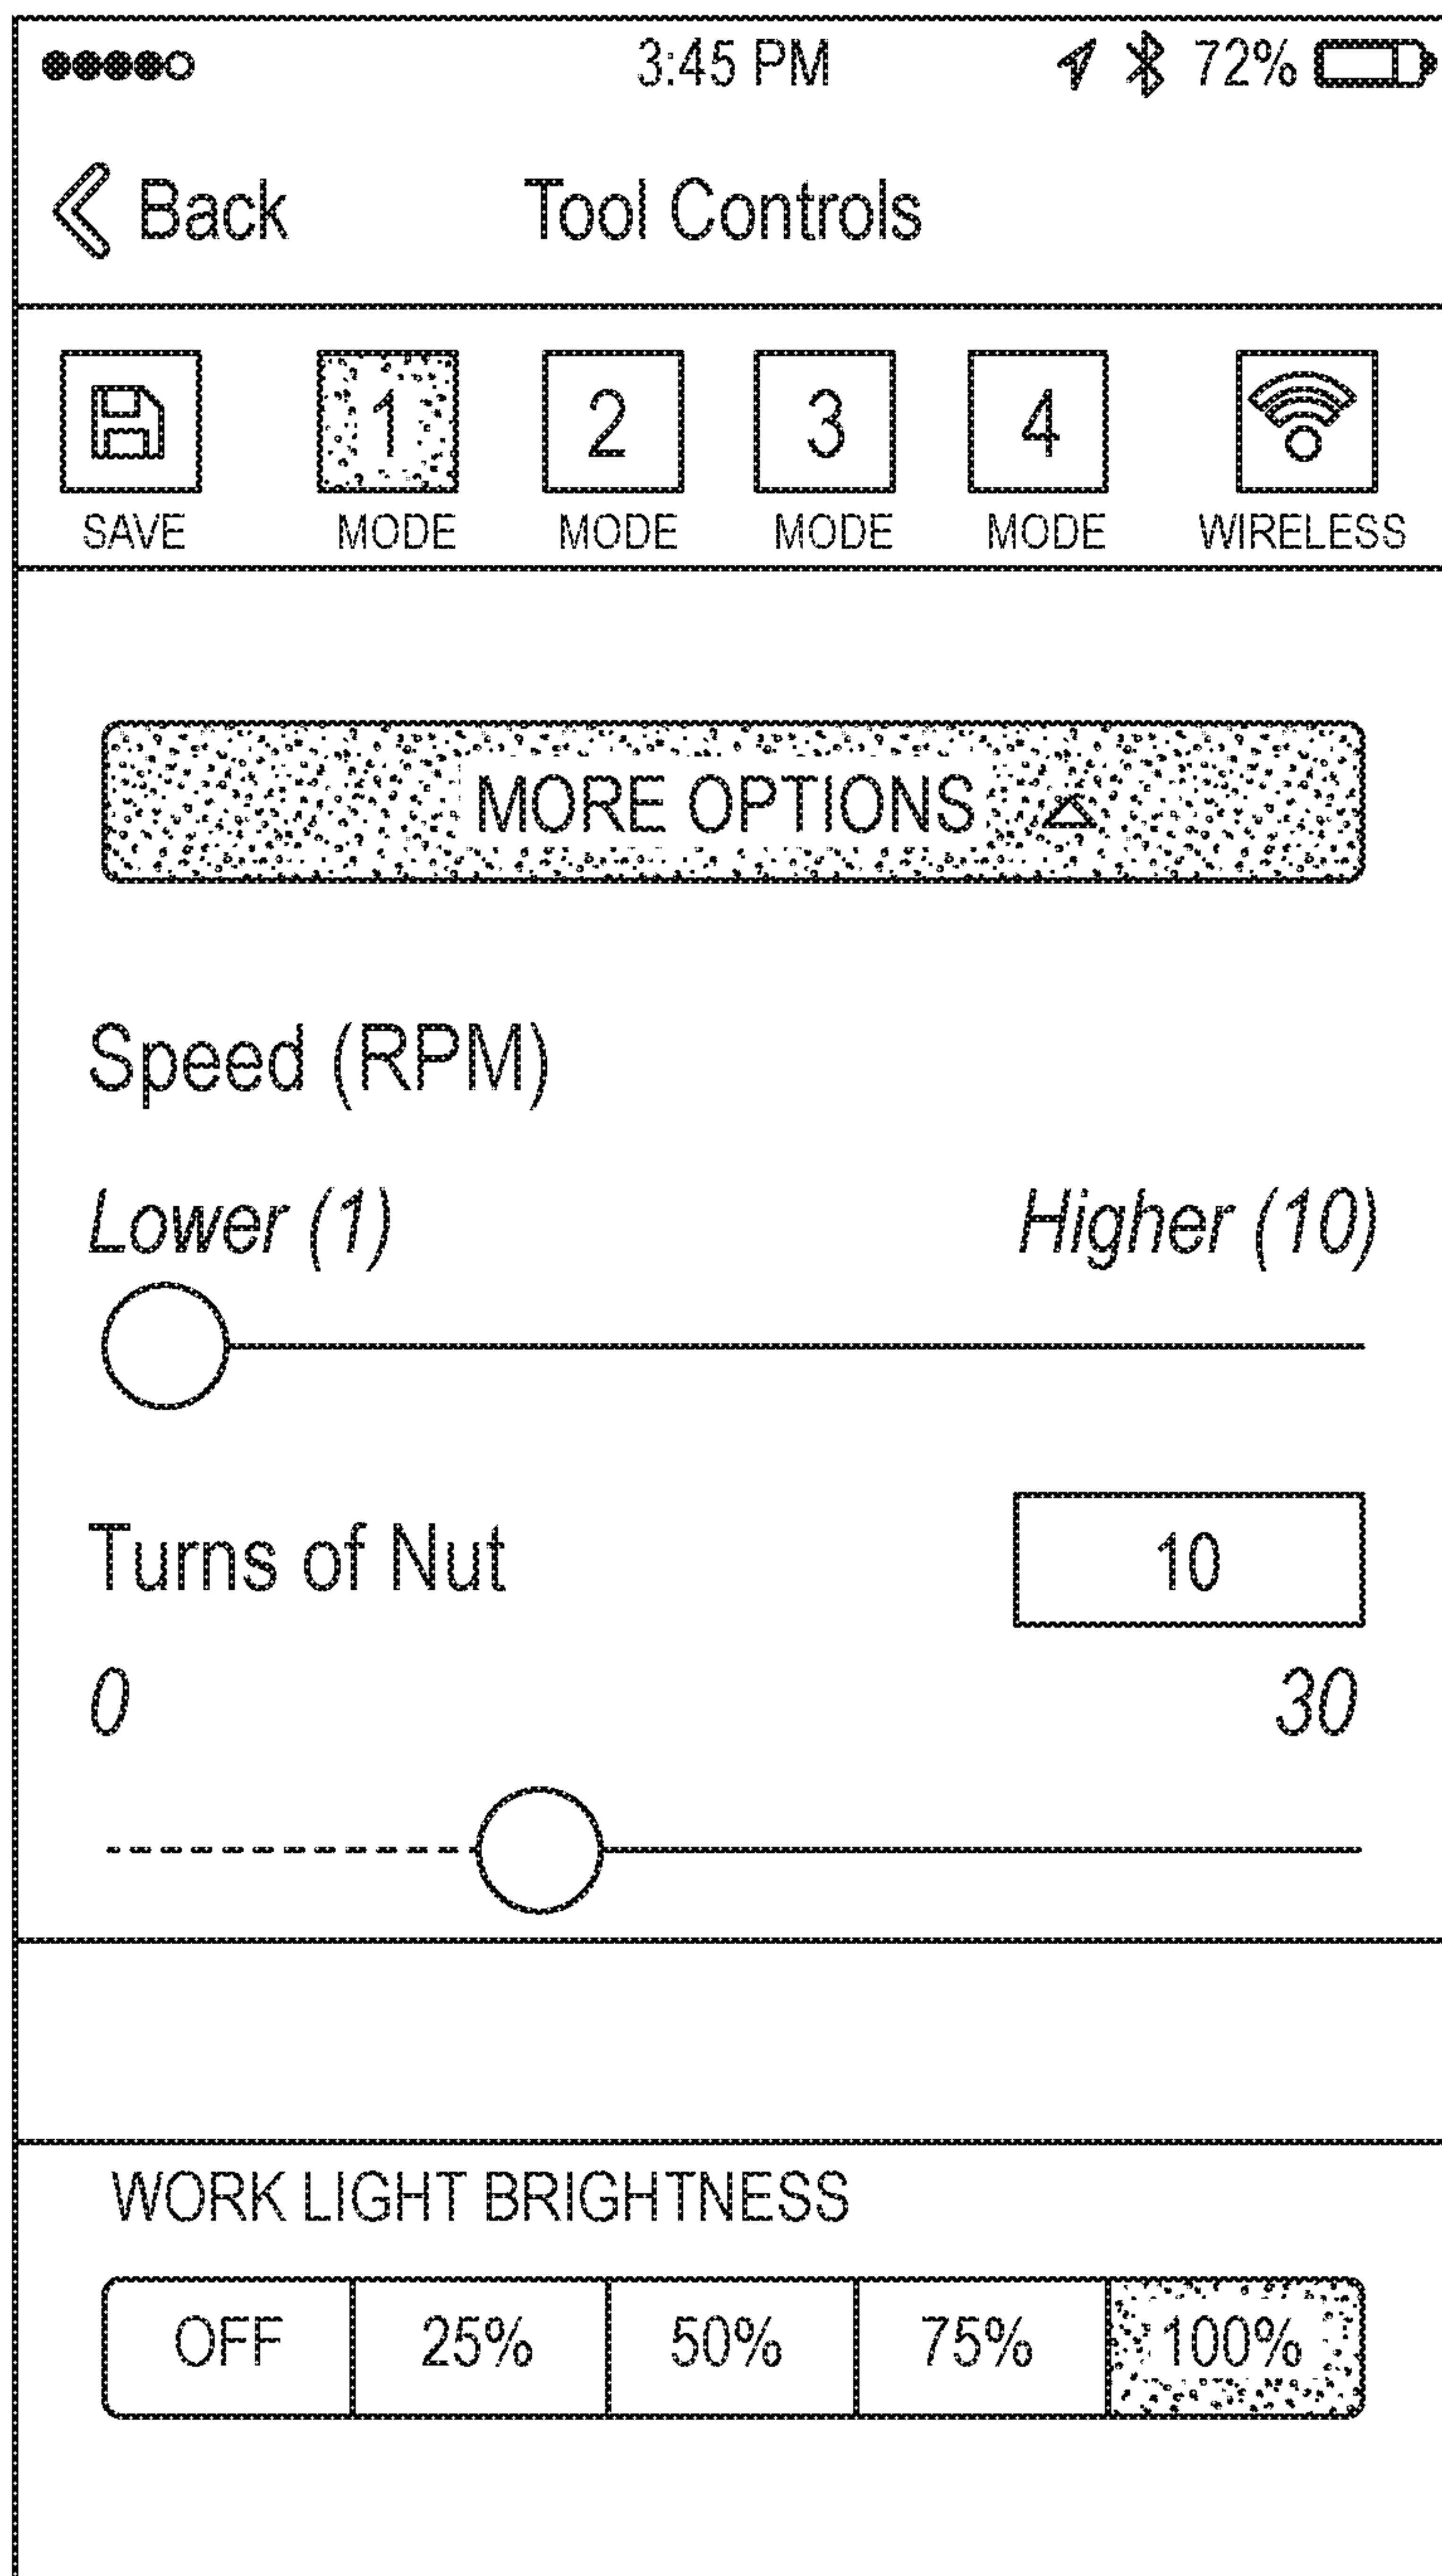 3:45 PM 72%
Back Tool Controls
1 2 3 4
SAVE MODE MODE MODE MODE WIRELESS
MORE OPTIONS
Speed (RPM)
Lower (1) Higher (10)
Turns of Nut 10
0 30
WORK LIGHT BRIGHTNESS
OFF 25% 50% 75% 100%